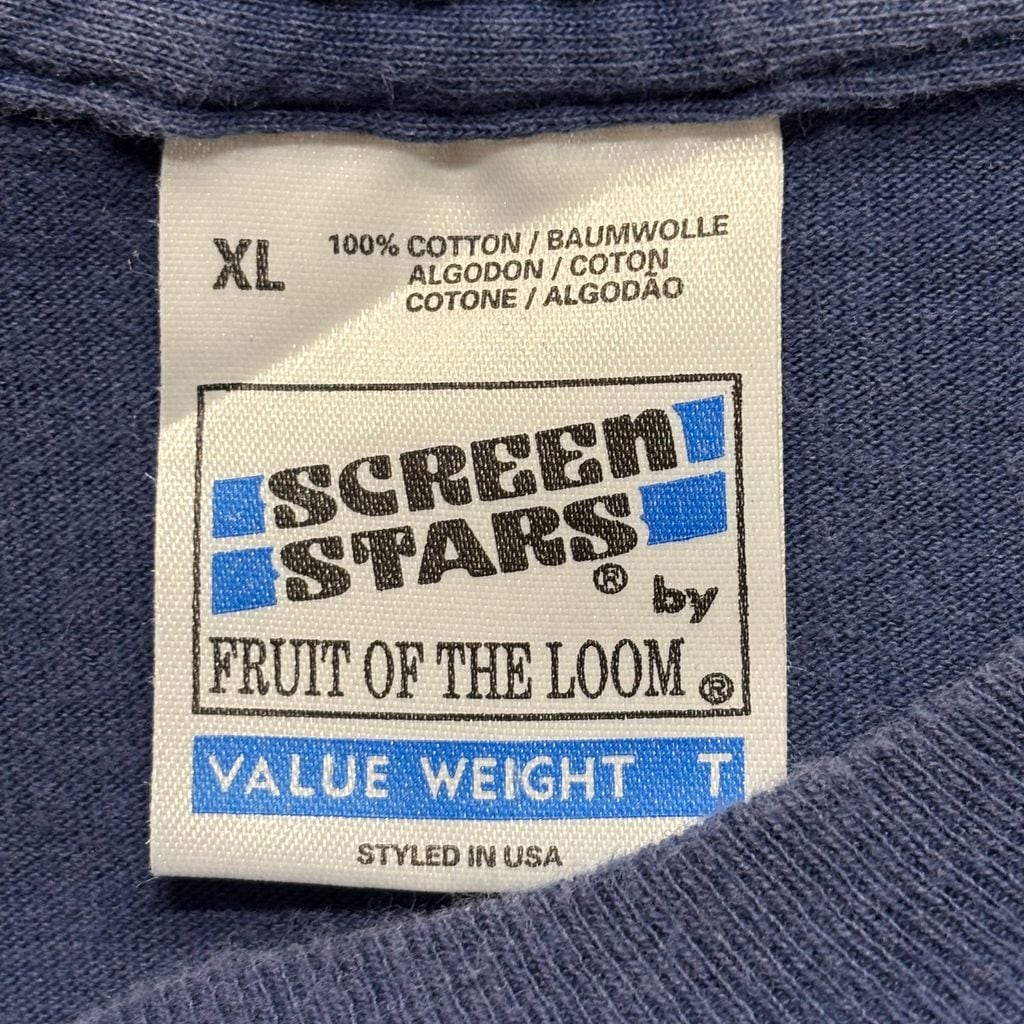 XL
100% COTTON / BAUMWOLLE
ALGODON / COTON
COTONE / ALGODÃO
SCREEN
STARS ® by
FRUIT OF THE LOOM ®
VALUE WEIGHT T
STYLED IN USA